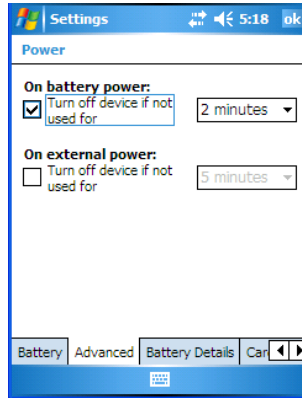 Settings 5:18 ok
Power
On battery power:
Turn off device if not
used for
2 minutes
On external power:
Turn off device if not
used for
5 minutes
Battery Advanced Battery Details Car